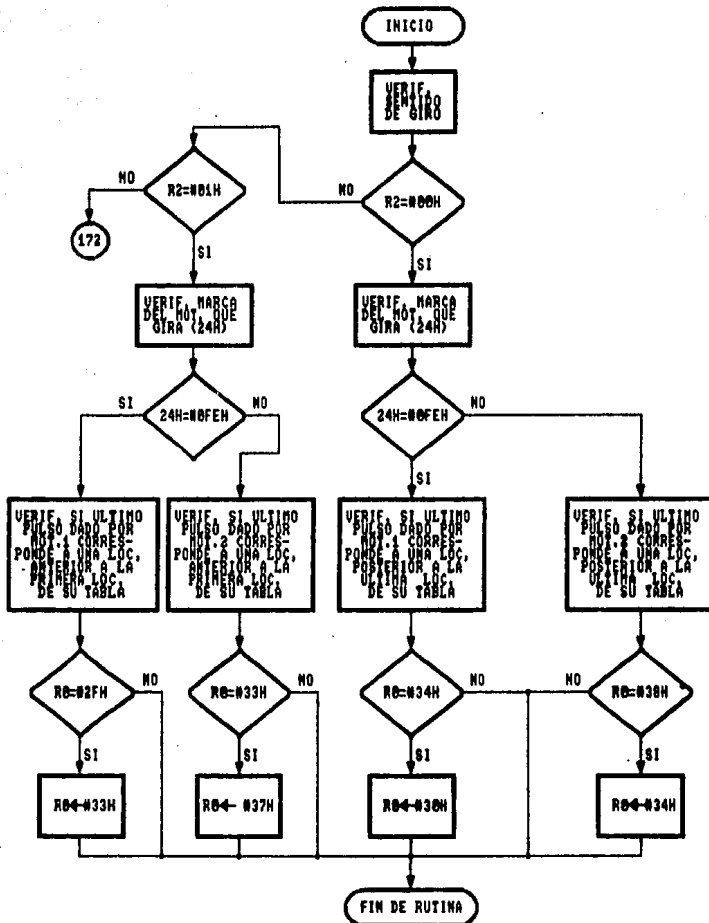 INICIO
VERIF.
SENTIDO
DE GIRO
NO
R2=#01H
NO
R2=#00H
172
SI
SI
VERIF. MARCA
DEL MOT. QUE
GIRA (24H)
VERIF. MARCA
DEL MOT. QUE
GIRA (24H)
SI
24H=#0FEH
NO
24H=#0FEH
NO
SI
VERIF. SI ULTIMO
PULSO DADO POR
MOT.1 CORRES-
PONDE A UNA LOC.
ANTERIOR A LA
PRIMERA LOC.
DE SU TABLA
VERIF. SI ULTIMO
PULSO DADO POR
MOT.2 CORRES-
PONDE A UNA LOC.
ANTERIOR A LA
PRIMERA LOC.
DE SU TABLA
VERIF. SI ULTIMO
PULSO DADO POR
MOT.1 CORRES-
PONDE A UNA LOC.
POSTERIOR A LA
ULTIMA LOC.
DE SU TABLA
VERIF. SI ULTIMO
PULSO DADO POR
MOT.2 CORRES-
PONDE A UNA LOC.
POSTERIOR A LA
ULTIMA LOC.
DE SU TABLA
R0=#2FH
NO
R0=#33H
NO
R0=#34H
NO
NO
R0=#38H
SI
SI
SI
SI
R0← #33H
R0← #37H
R0← #30H
R0← #34H
FIN DE RUTINA